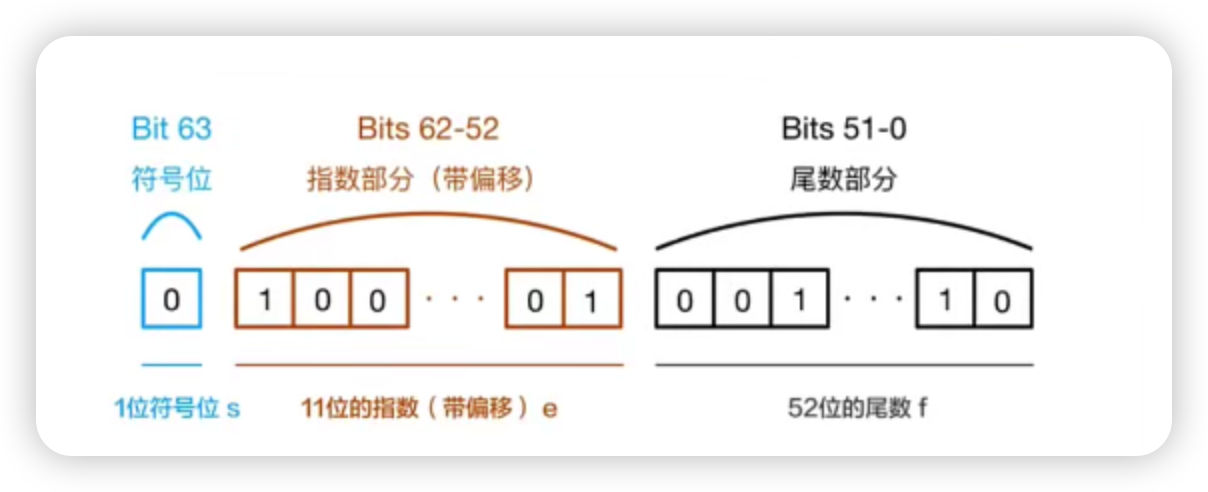 Bit 63 Bits 62-52 Bits 51-0
符号位 指数部分（带偏移） 尾数部分
0 1 0 0 · · · 0 1 0 0 1 · · · 1 0
1位符号位 s 11位的指数（带偏移）e 52位的尾数 f